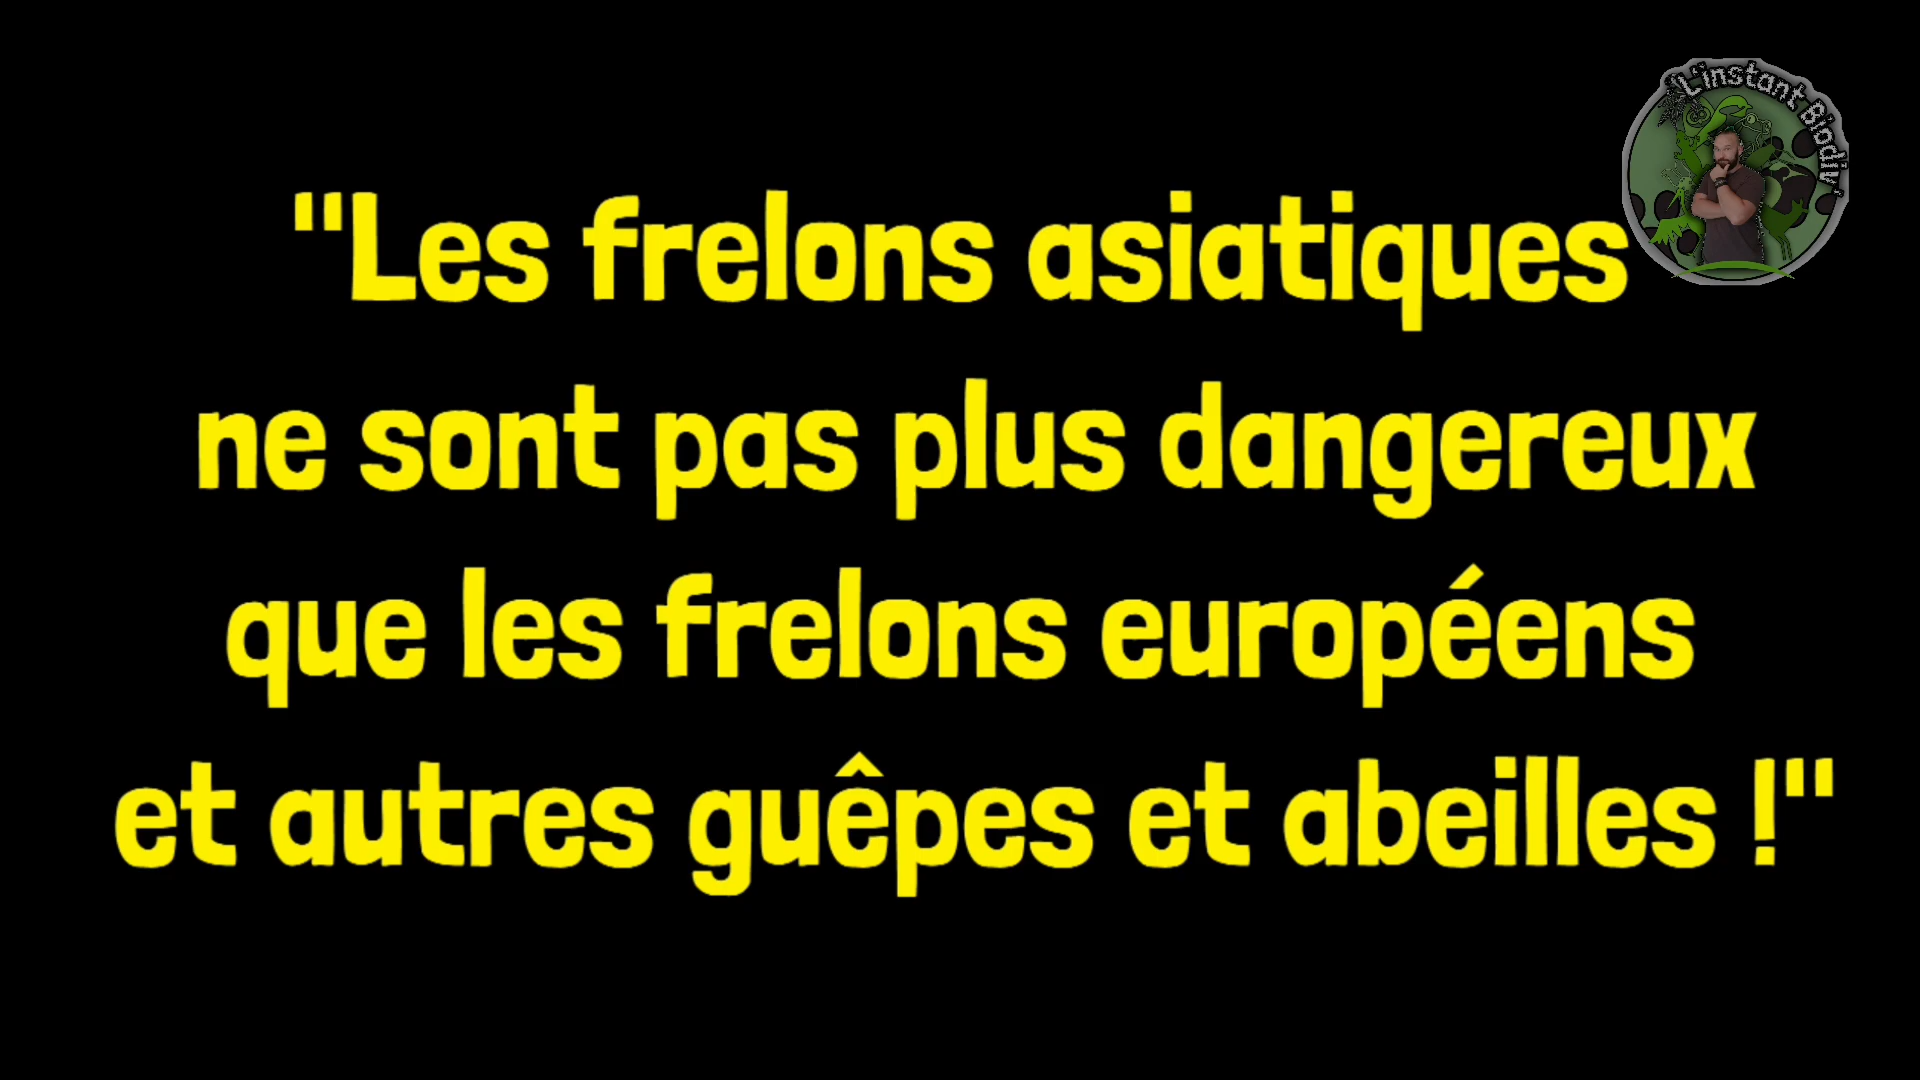 L'instant Biodiv'
"Les frelons asiatiques
ne sont pas plus dangereux
que les frelons européens
et autres guêpes et abeilles !"